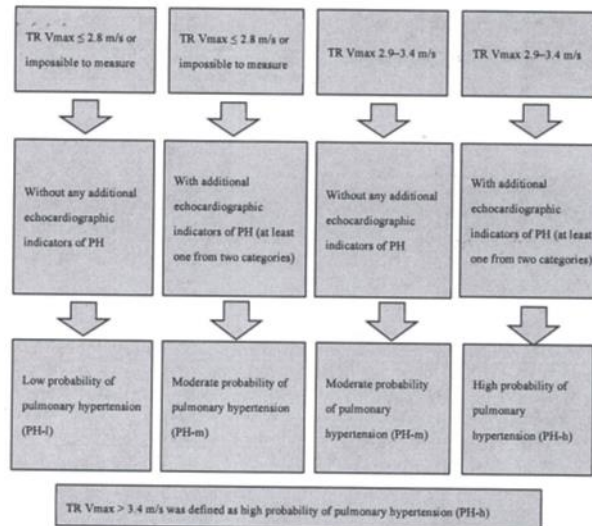 TR Vmax ≤ 2.8 m/s or
impossible to measure
TR Vmax ≤ 2.8 m/s or
impossible to measure
TR Vmax 2.9–3.4 m/s
TR Vmax 2.9–3.4 m/s
Without any additional
echocardiographic
indicators of PH
With additional
echocardiographic
indicators of PH (at least
one from two categories)
Without any additional
echocardiographic
indicators of PH
With additional
echocardiographic
indicators of PH (at least
one from two categories)
Low probability of
pulmonary hypertension
(PH-l)
Moderate probability of
pulmonary hypertension
(PH-m)
Moderate probability
of pulmonary
hypertension (PH-m)
High probability of
pulmonary
hypertension (PH-h)
TR Vmax > 3.4 m/s was defined as high probability of pulmonary hypertension (PH-h)